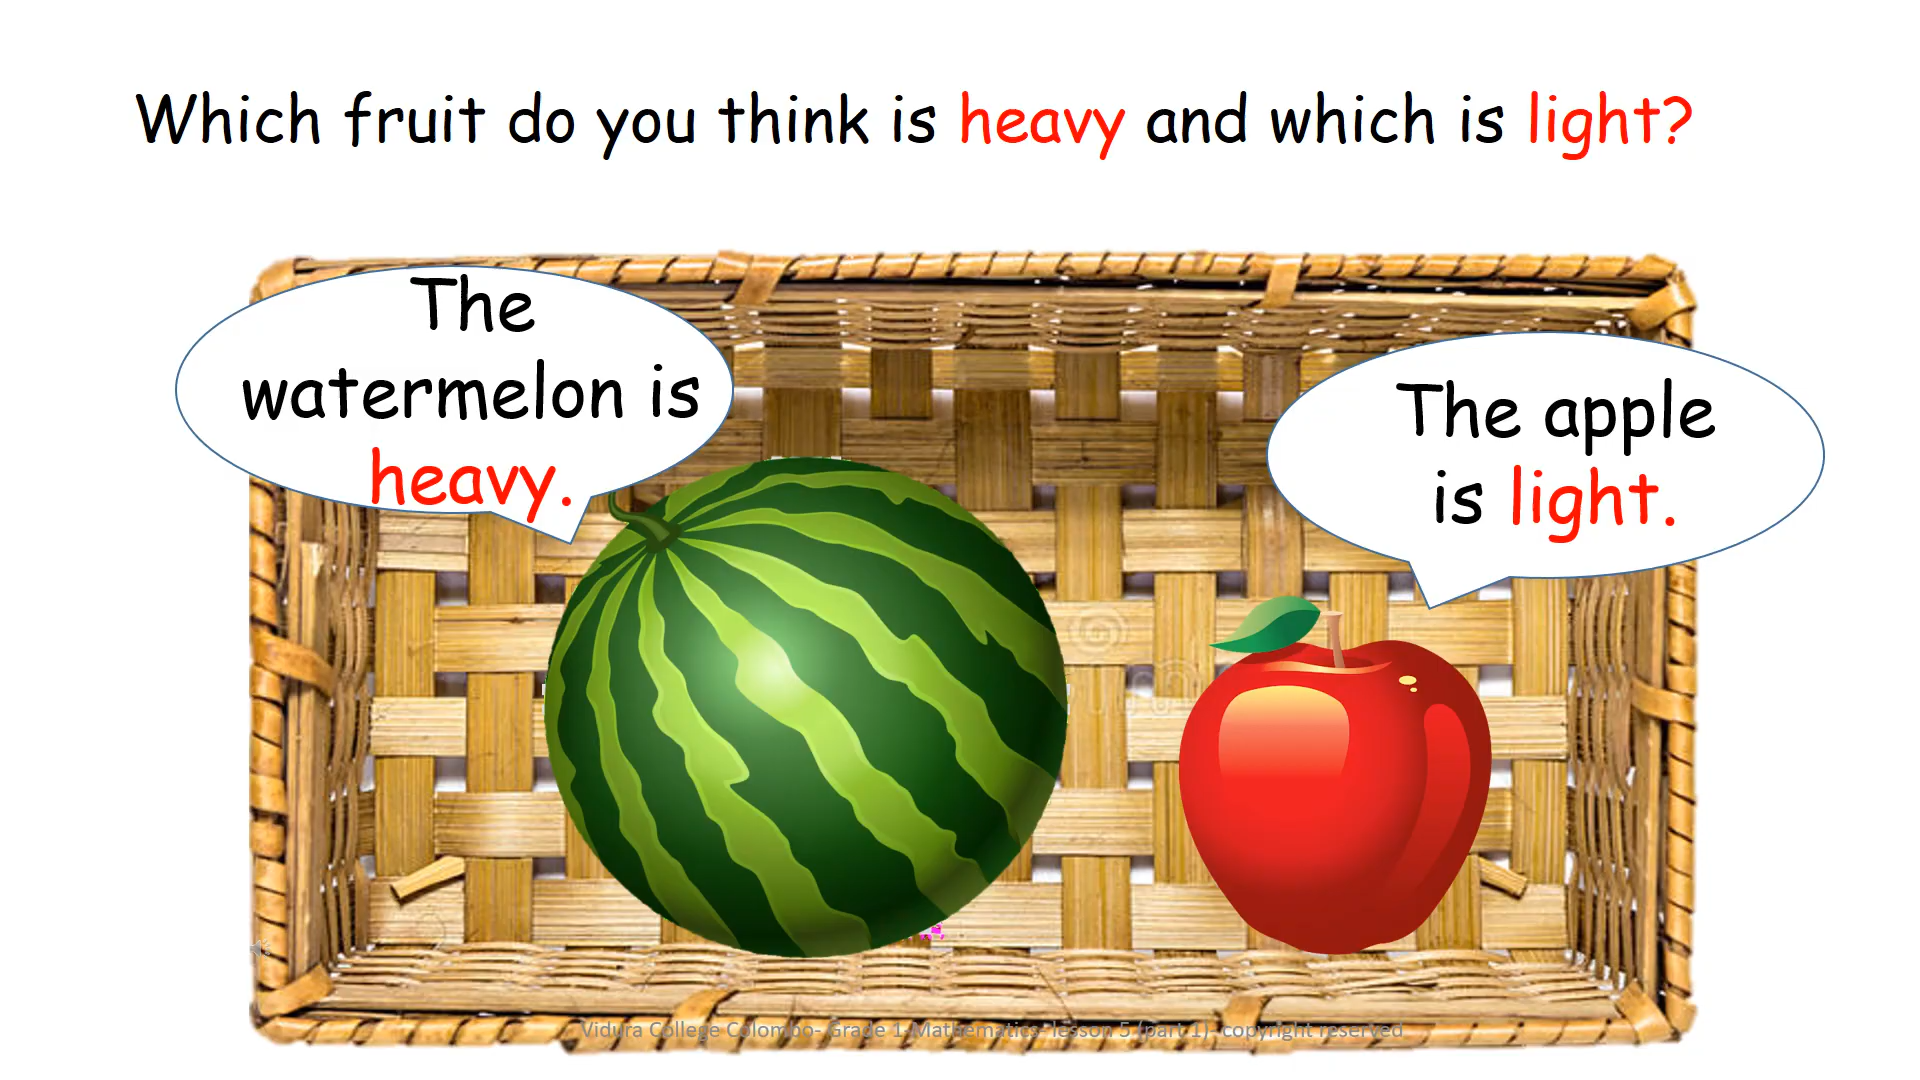 Which fruit do you think is heavy and which is light?
The
watermelon is
heavy.
The apple
is light.
Vidura College Colombo- Grade 1-Mathematics- lesson 5 (part 1)- copyright reserved